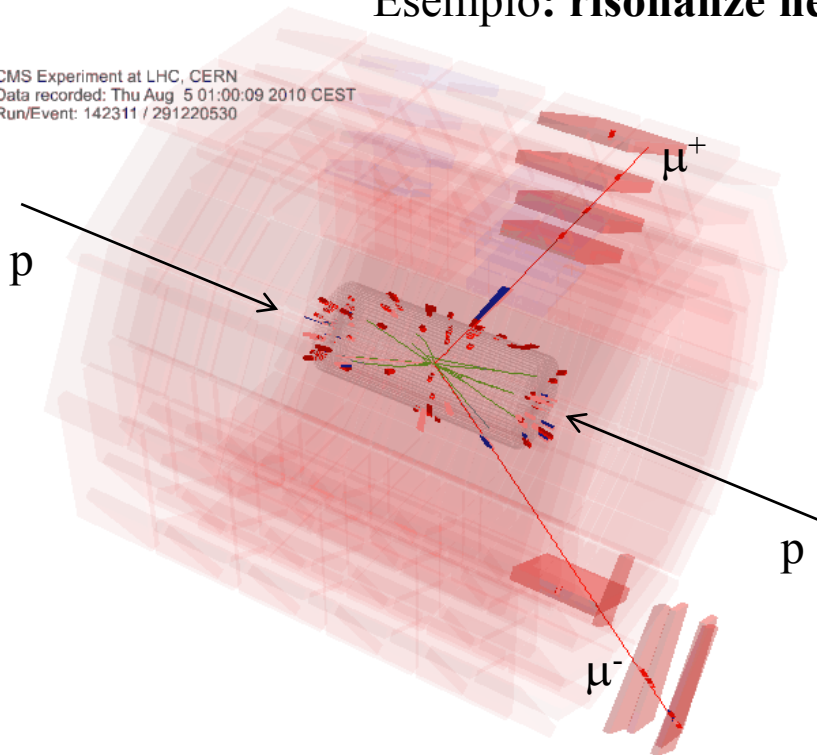 Esempio: risonanze
CMS Experiment at LHC, CERN
Data recorded: Thu Aug 5 01:00:09 2010 CEST
Run/Event: 142311 / 291220530
μ+
p
p
μ-